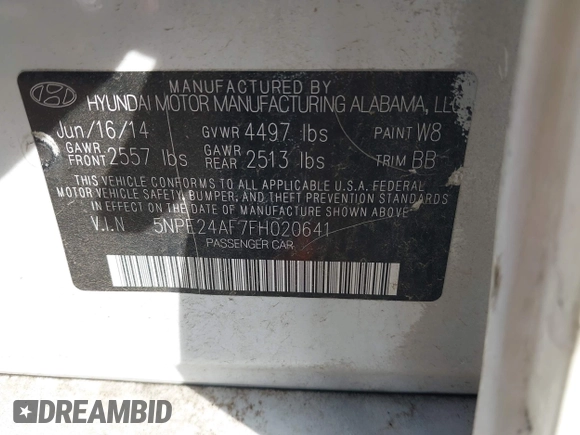 MANUFACTURED BY
HYUNDAI MOTOR MANUFACTURING ALABAMA, LLC
Jun/16/14 GVWR 4497 lbs PAINT W8
GAWR FRONT 2557 lbs GAWR REAR 2513 lbs TRIM BB
THIS VEHICLE CONFORMS TO ALL APPLICABLE U.S.A. FEDERAL
MOTOR VEHICLE SAFETY, BUMPER, AND THEFT PREVENTION STANDARDS
IN EFFECT ON THE DATE OF MANUFACTURE SHOWN ABOVE.
V.I.N 5NPE24AF7FH020641
PASSENGER CAR
DREAMBID